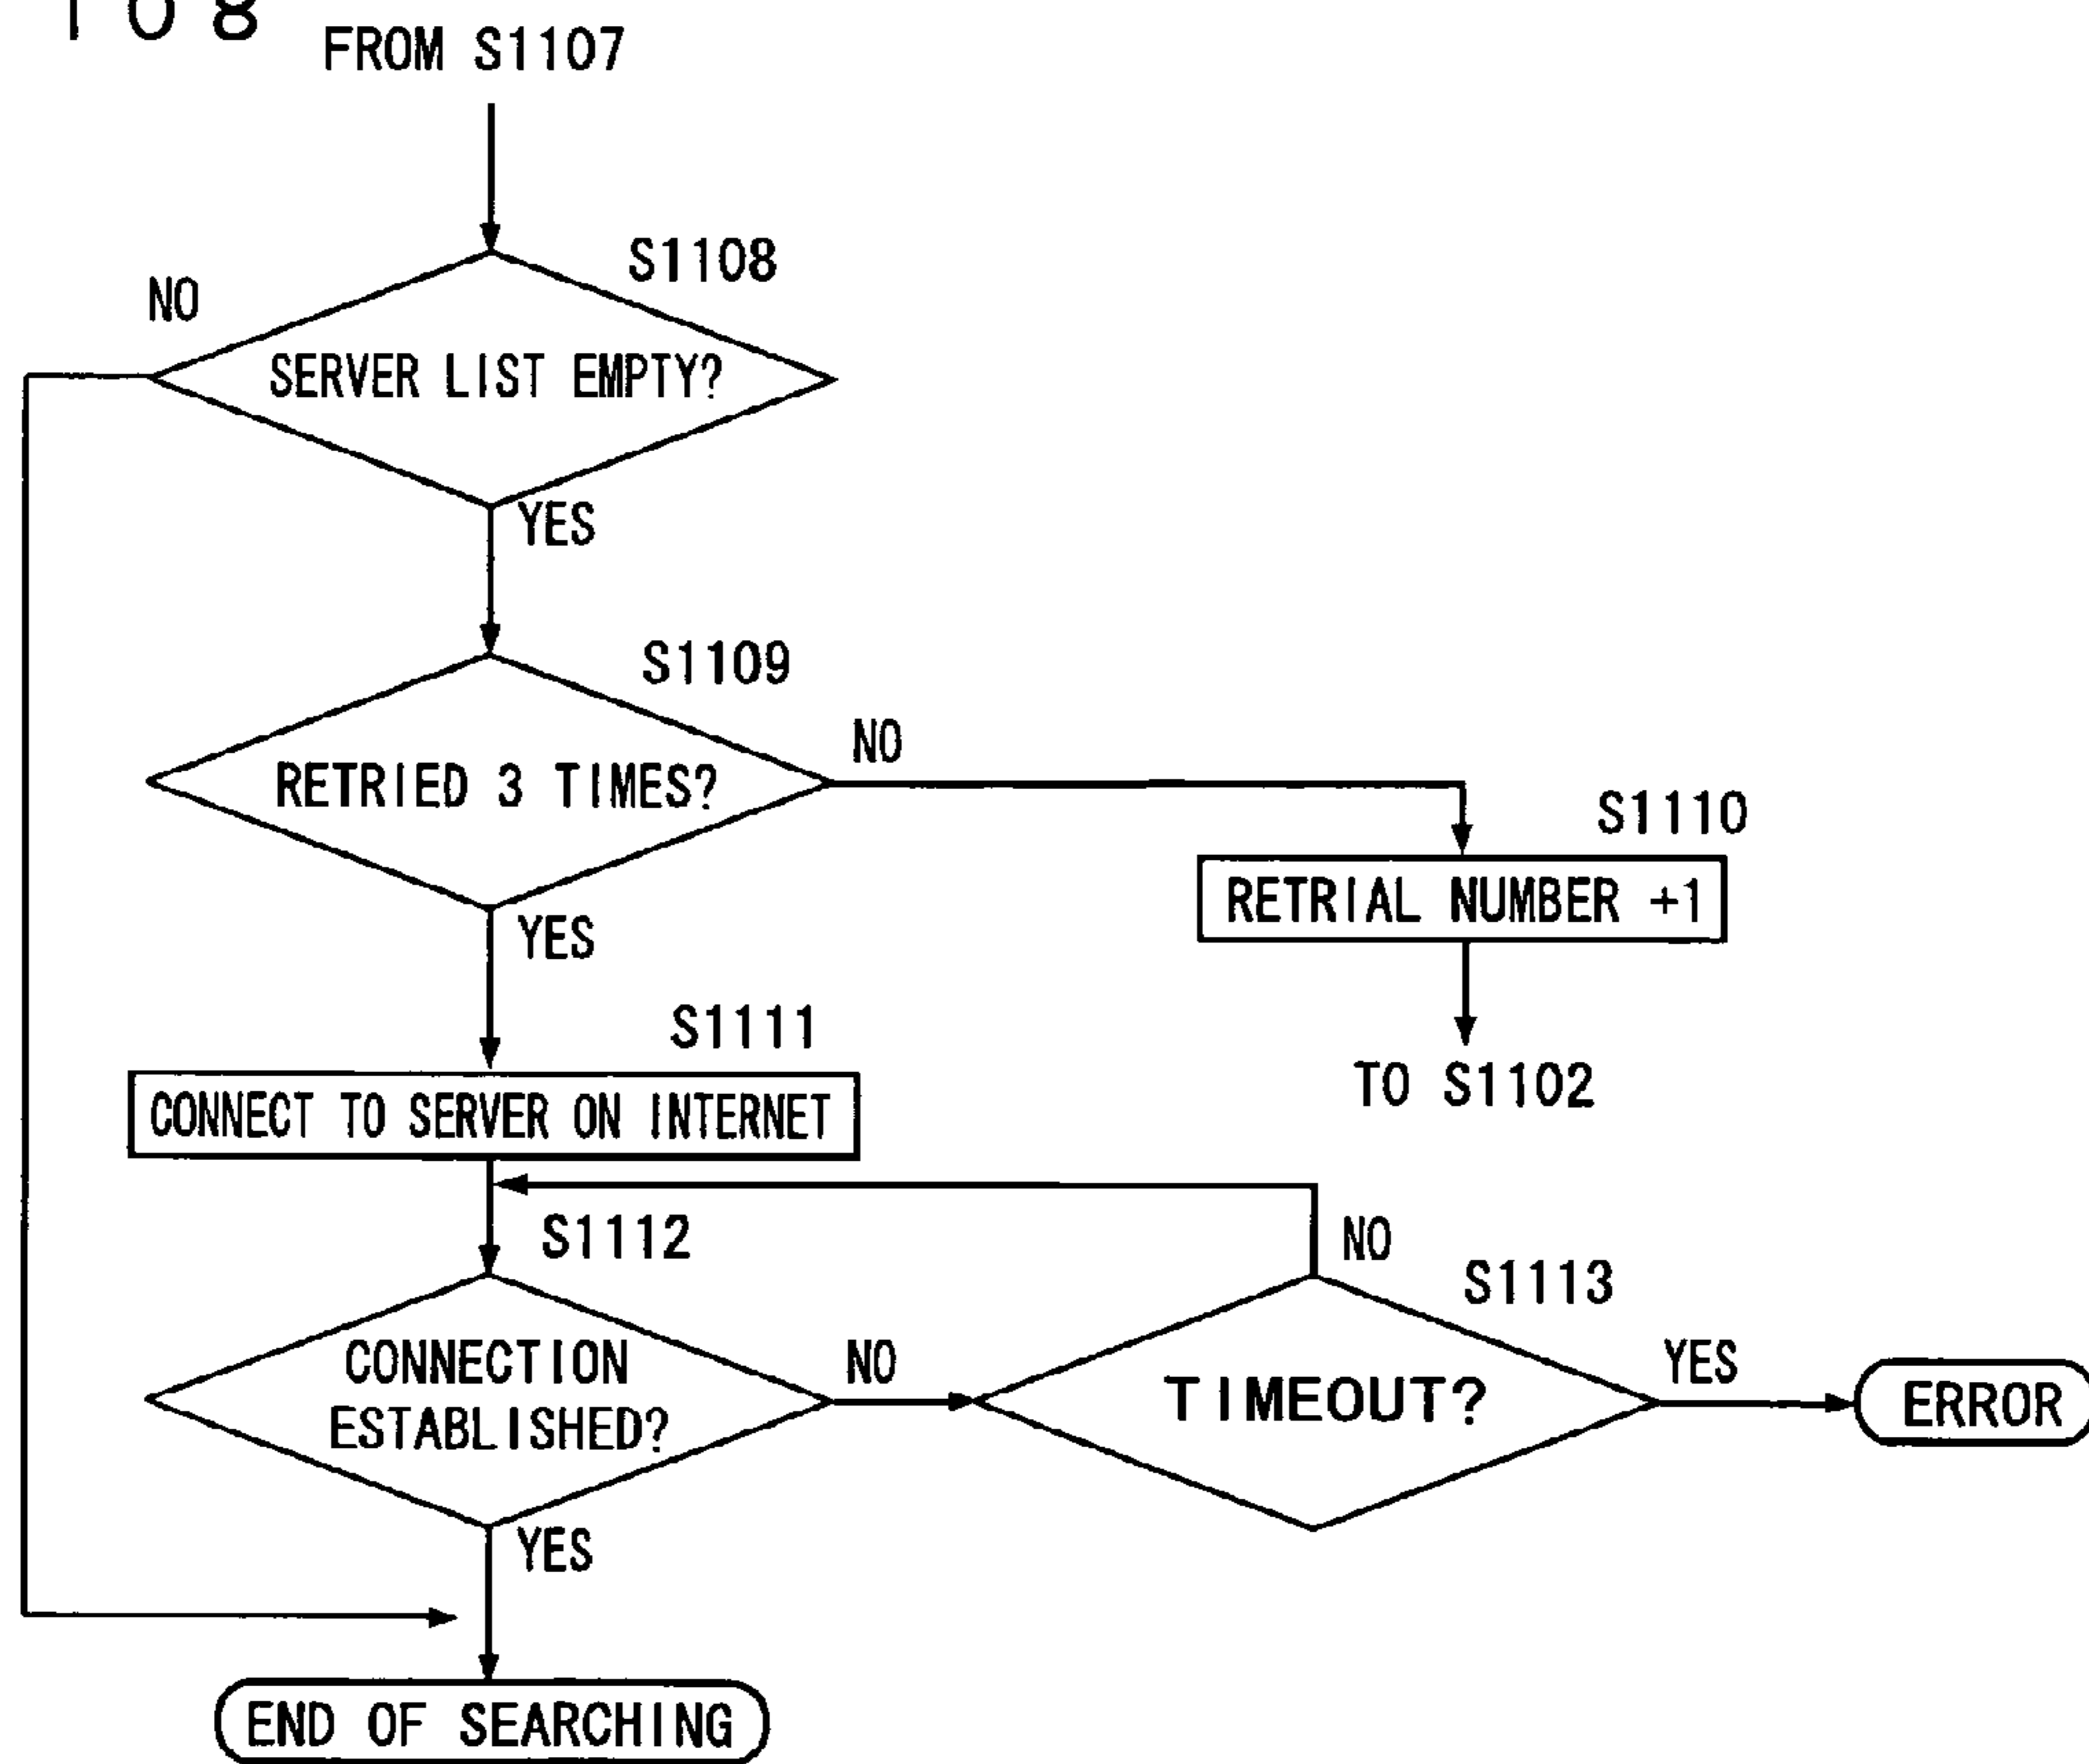 108
FROM S1107
S1108
NO
SERVER LIST EMPTY?
YES
S1109
NO
RETRIED 3 TIMES?
S1110
RETRIAL NUMBER +1
YES
S1111
TO S1102
CONNECT TO SERVER ON INTERNET
S1112
NO
S1113
CONNECTION
ESTABLISHED?
NO
TIMEOUT?
YES
ERROR
YES
END OF SEARCHING